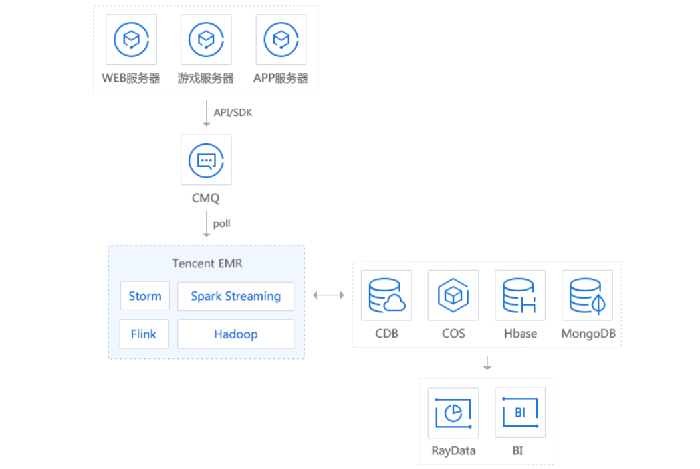 WEB服务器 游戏服务器 APP服务器
API/SDK
CMQ
poll
Tencent EMR
Storm Spark Streaming
Flink Hadoop
CDB COS Hbase MongoDB
BI
RayData BI